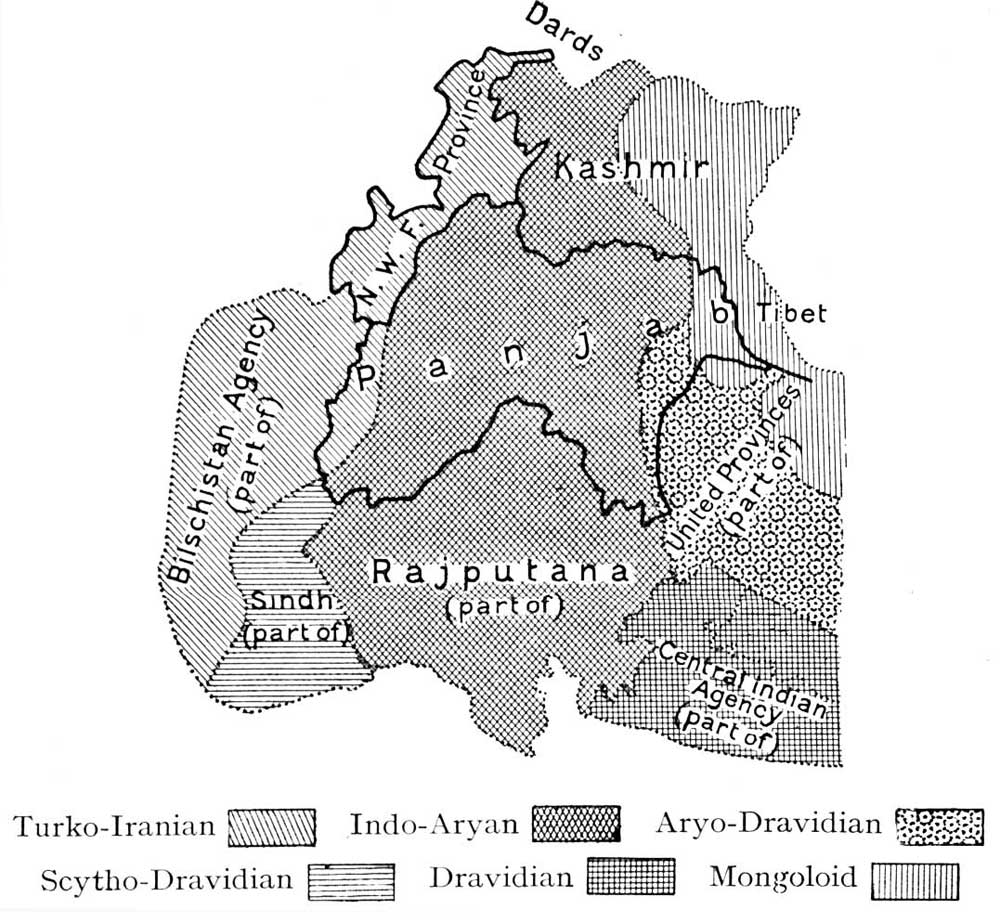 Dards
Province
Kashmir
N. W. F.
Panjab
Tibet
Bilschistan Agency
(part of)
United Provinces
(part of)
Rajputana
(part of)
Sindh
(part of)
Central Indian
Agency
(part of)
Turko-Iranian
Indo-Aryan
Aryo-Dravidian
Scytho-Dravidian
Dravidian
Mongoloid